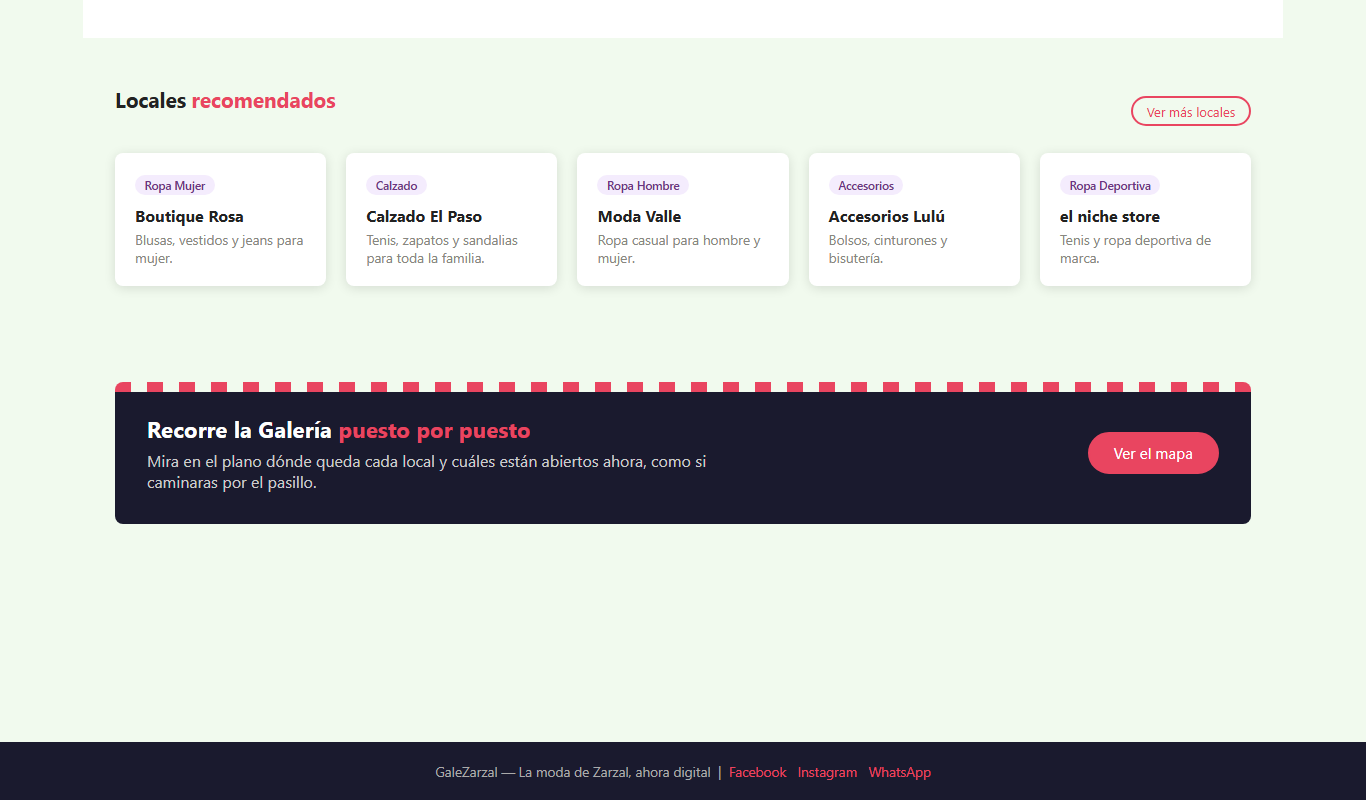 Locales recomendados
Ver más locales
Ropa Mujer
Boutique Rosa
Blusas, vestidos y jeans para
mujer.
Calzado
Calzado El Paso
Tenis, zapatos y sandalias
para toda la familia.
Ropa Hombre
Moda Valle
Ropa casual para hombre y
mujer.
Accesorios
Accesorios Lulú
Bolsos, cinturones y
bisutería.
Ropa Deportiva
el niche store
Tenis y ropa deportiva de
marca.
Recorre la Galería puesto por puesto
Mira en el plano dónde queda cada local y cuáles están abiertos ahora, como si
caminaras por el pasillo.
Ver el mapa
GaleZarzal — La moda de Zarzal, ahora digital | Facebook Instagram WhatsApp